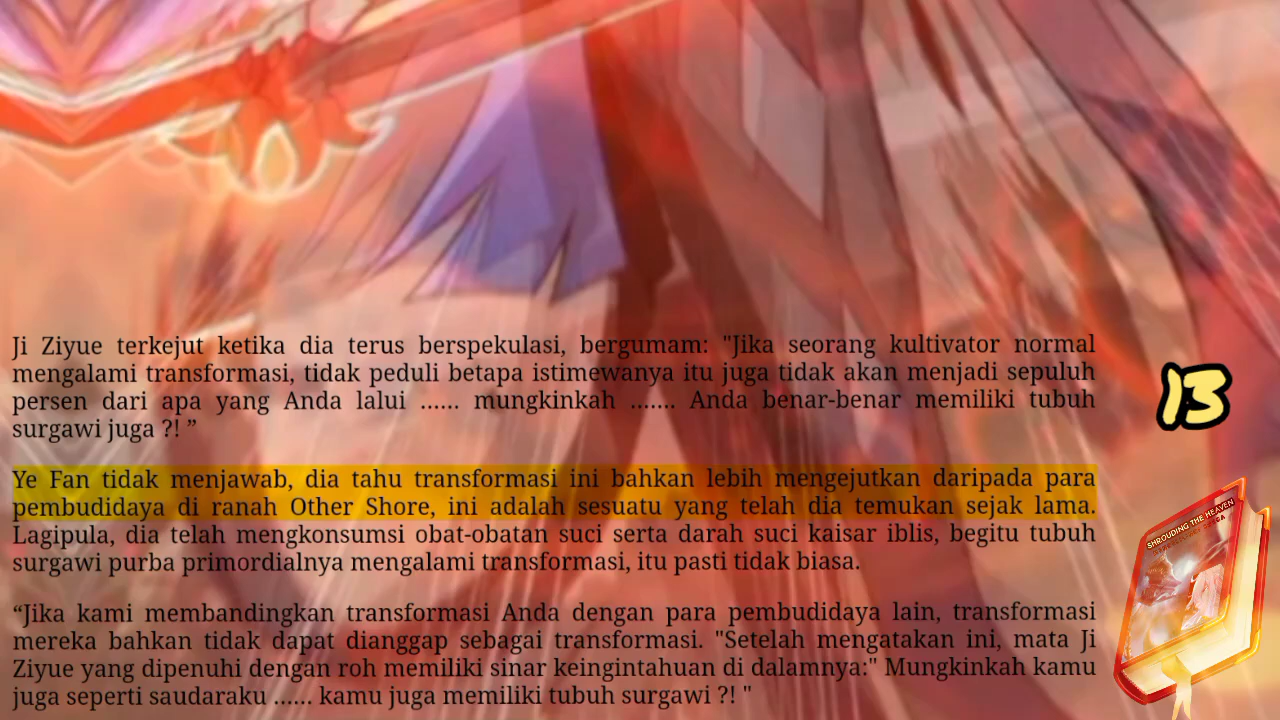 Ji Ziyue terkejut ketika dia terus berspekulasi, bergumam: "Jika seorang kultivator normal
mengalami transformasi, tidak peduli betapa istimewanya itu juga tidak akan menjadi sepuluh
persen dari apa yang Anda lalui ...... mungkinkah ....... Anda benar-benar memiliki tubuh
surgawi juga ?! ”
Ye Fan tidak menjawab, dia tahu transformasi ini bahkan lebih mengejutkan daripada para
pembudidaya di ranah Other Shore, ini adalah sesuatu yang telah dia temukan sejak lama.
Lagipula, dia telah mengkonsumsi obat-obatan suci serta darah suci kaisar iblis, begitu tubuh
surgawi purba primordialnya mengalami transformasi, itu pasti tidak biasa.
“Jika kami membandingkan transformasi Anda dengan para pembudidaya lain, transformasi
mereka bahkan tidak dapat dianggap sebagai transformasi. "Setelah mengatakan ini, mata Ji
Ziyue yang dipenuhi dengan roh memiliki sinar keingintahuan di dalamnya:" Mungkinkah kamu
juga seperti saudaraku ...... kamu juga memiliki tubuh surgawi ?! "
13
SHROUDING THE HEAVEN